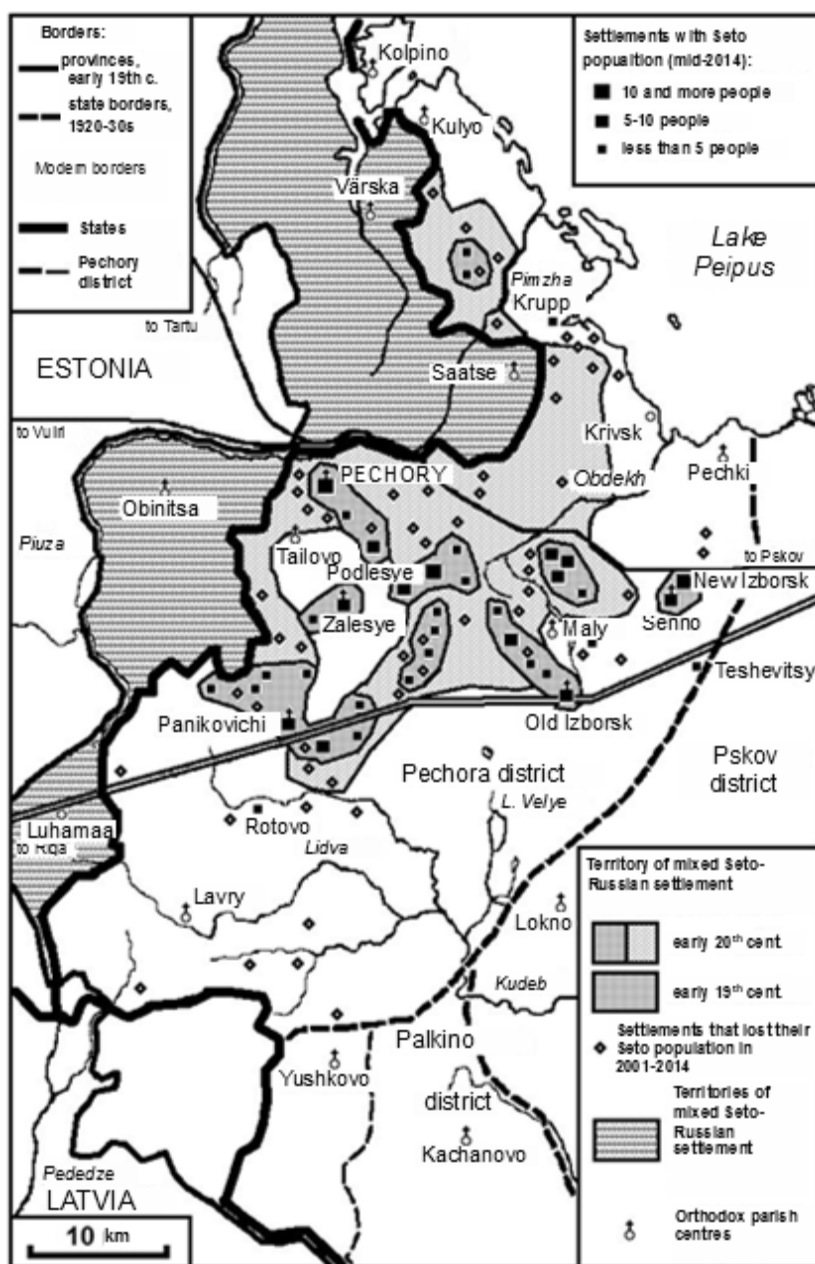 Borders:
provinces,
early 19th c.
state borders,
1920-30s
Modern borders
States
Pechory
district
Settlements with Seto
population (mid-2014):
10 and more people
5-10 people
less than 5 people
Kolpino
Kulyo
Värska
Lake
Peipus
Pimzha
Krupp
to Tartu
ESTONIA
Saatse
Krivsk
Pechki
PECHORY
Obdekh
Obinitsa
Piuza
Tailovo
to Pskov
Podlesye
New Izborsk
Zalesye
Maly
Senno
Teshevitsy
Panikovichi
Old Izborsk
Pechora district
Pskov
district
L. Velye
Rotovo
Luhamaa
to Riga
Lidva
Lavry
Lokno
Kudeb
Palkino
district
Yushkovo
Kachanovo
Pededze
LATVIA
10 km
Territory of mixed Seto-
Russian settlement
early 20th cent.
early 19th cent.
Settlements that lost their
Seto population in
2001-2014
Territories of
mixed Seto-
Russian
settlement
Orthodox parish
centres